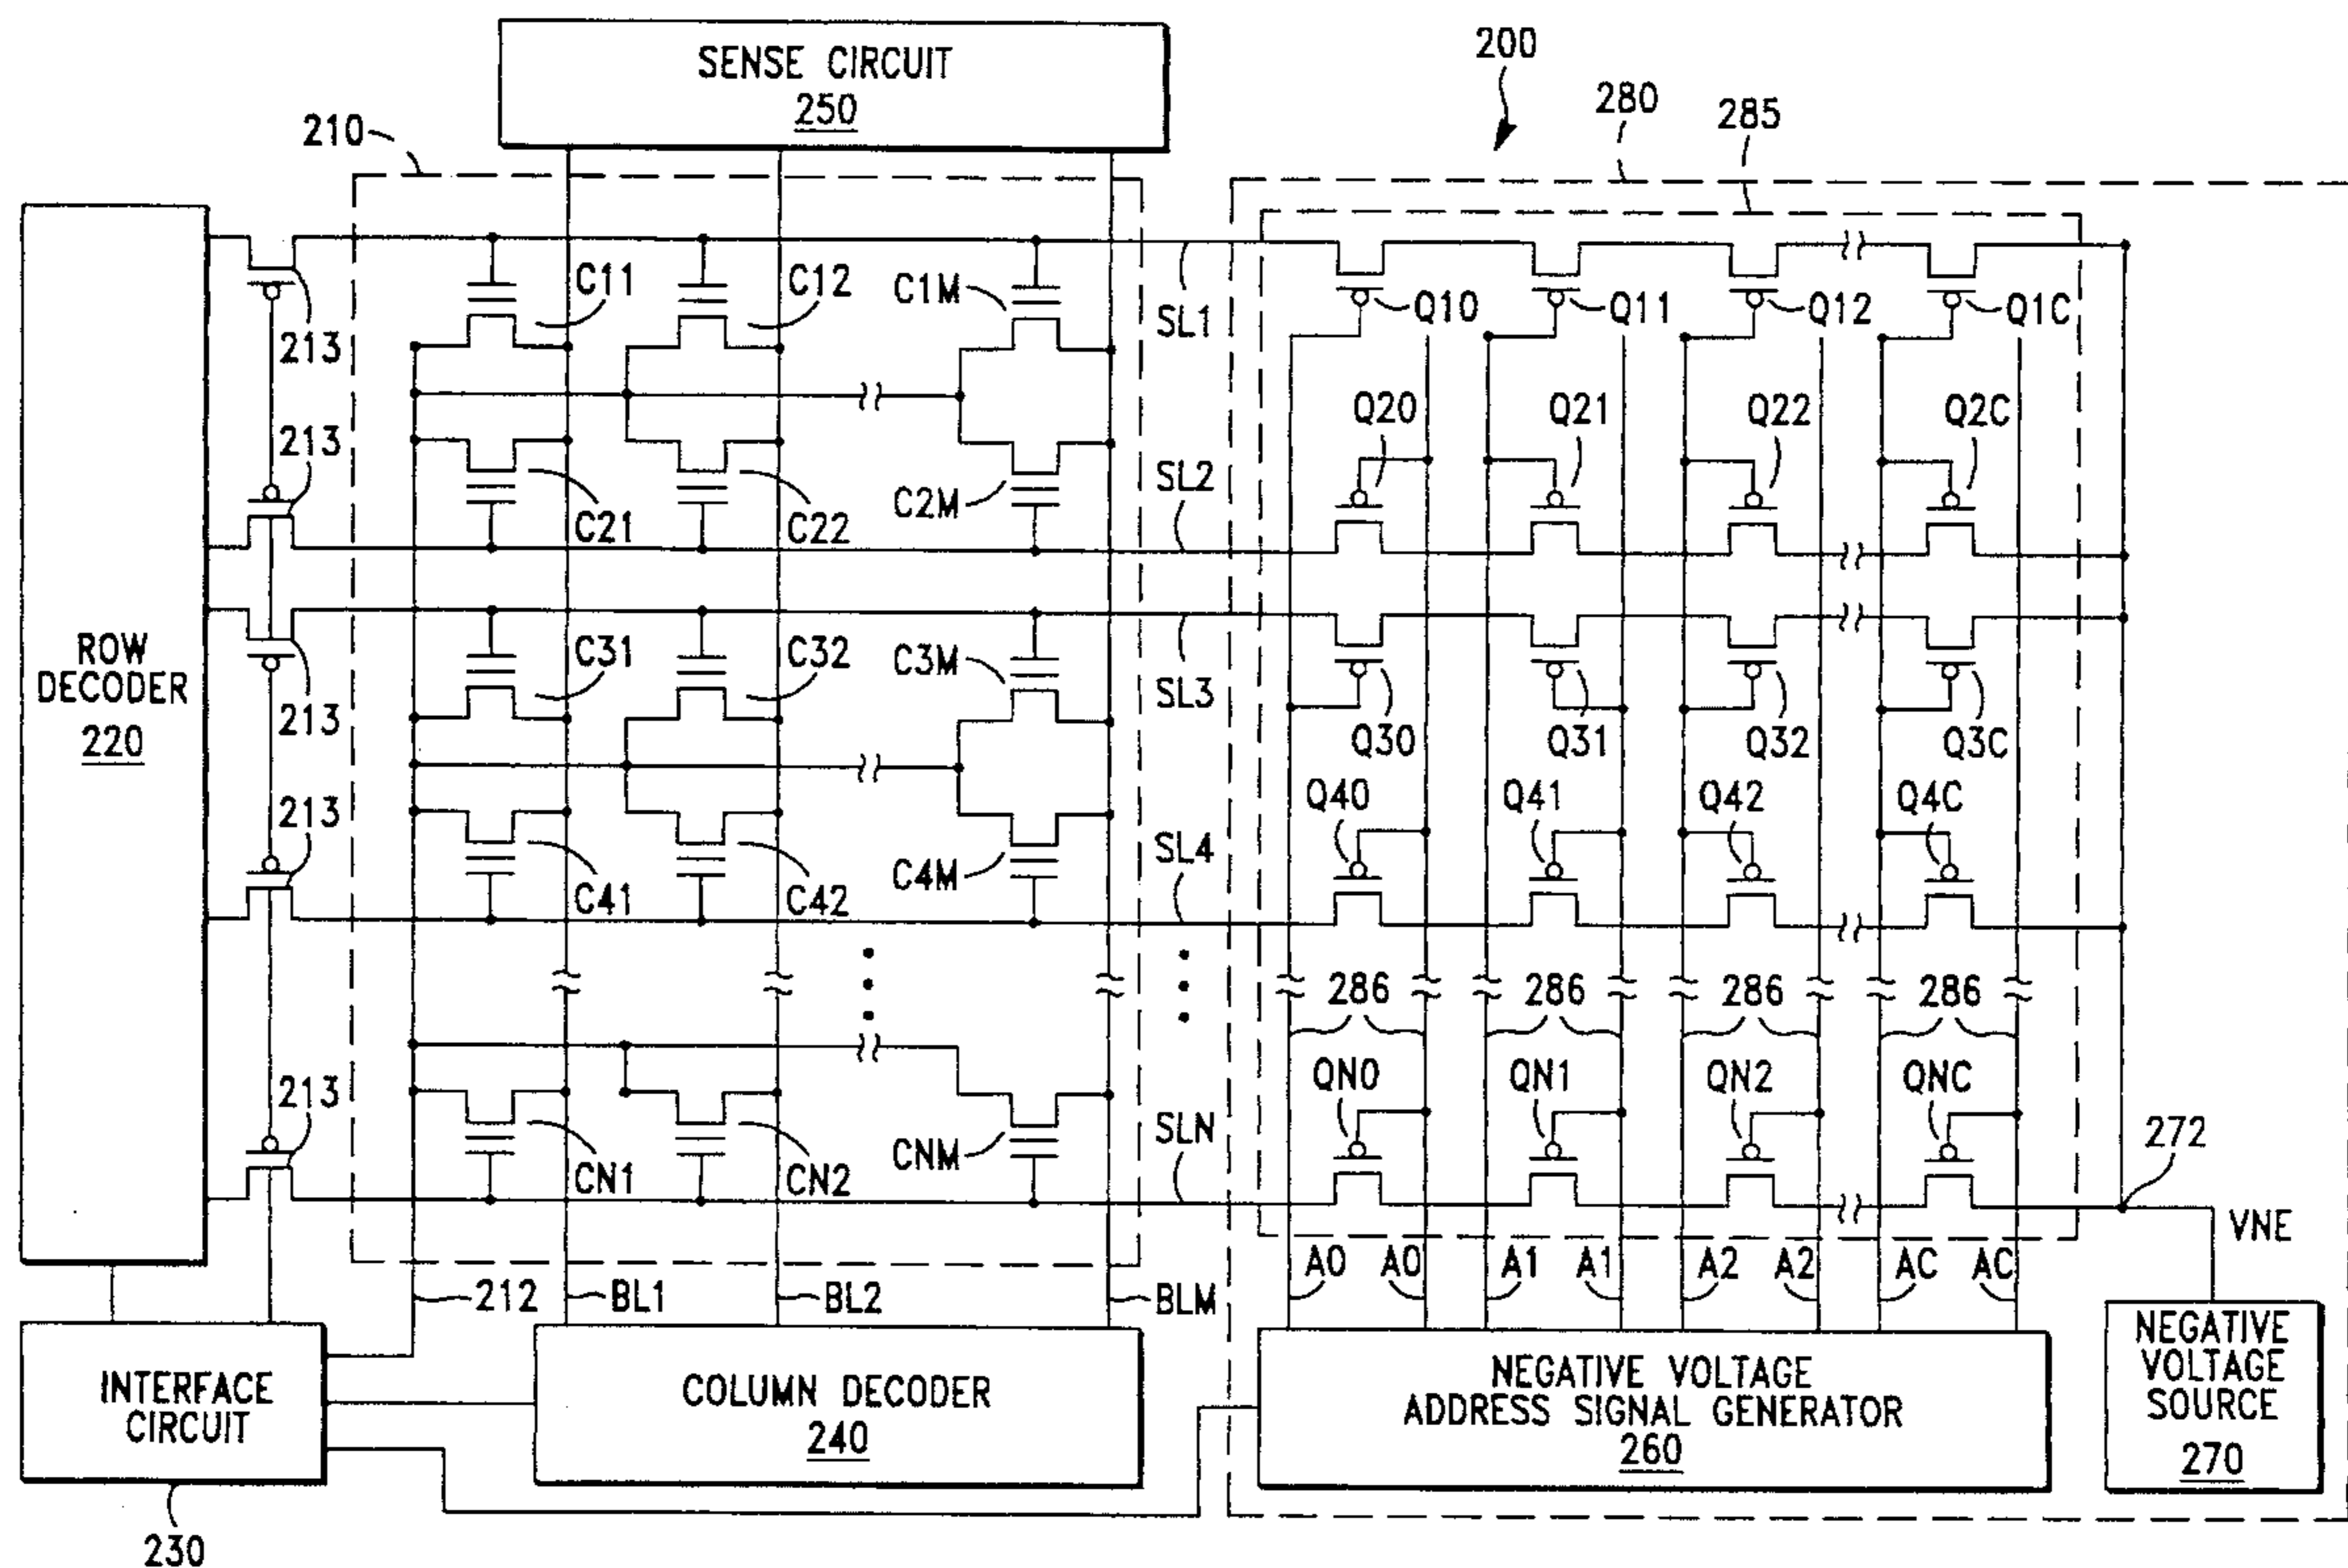 SENSE CIRCUIT
250
200
280
285
210
C11
C12
C1M
SL1
Q10
Q11
Q12
Q1C
213
213
Q20
Q21
Q22
Q2C
SL2
C21
C22
C2M
ROW
DECODER
220
C31
C32
C3M
SL3
213
Q30
Q31
Q32
Q3C
213
Q40
Q41
Q42
Q4C
SL4
C41
C42
C4M
286
286
286
286
213
QN0
QN1
QN2
QNC
SLN
272
CN1
CN2
CNM
VNE
212
BL1
BL2
BLM
A0
A0
A1
A1
A2
A2
AC
AC
INTERFACE
CIRCUIT
230
COLUMN DECODER
240
NEGATIVE VOLTAGE
ADDRESS SIGNAL GENERATOR
260
NEGATIVE
VOLTAGE
SOURCE
270